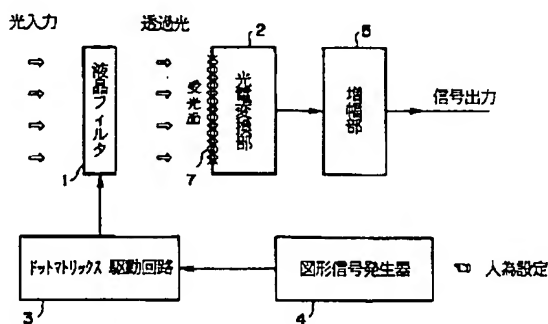 光入力
透過光
2
5
液晶フィルタ
受光面
光電変換部
増幅部
信号出力
1
7
ドットマトリックス駆動回路
図形信号発生器
人為設定
3
4